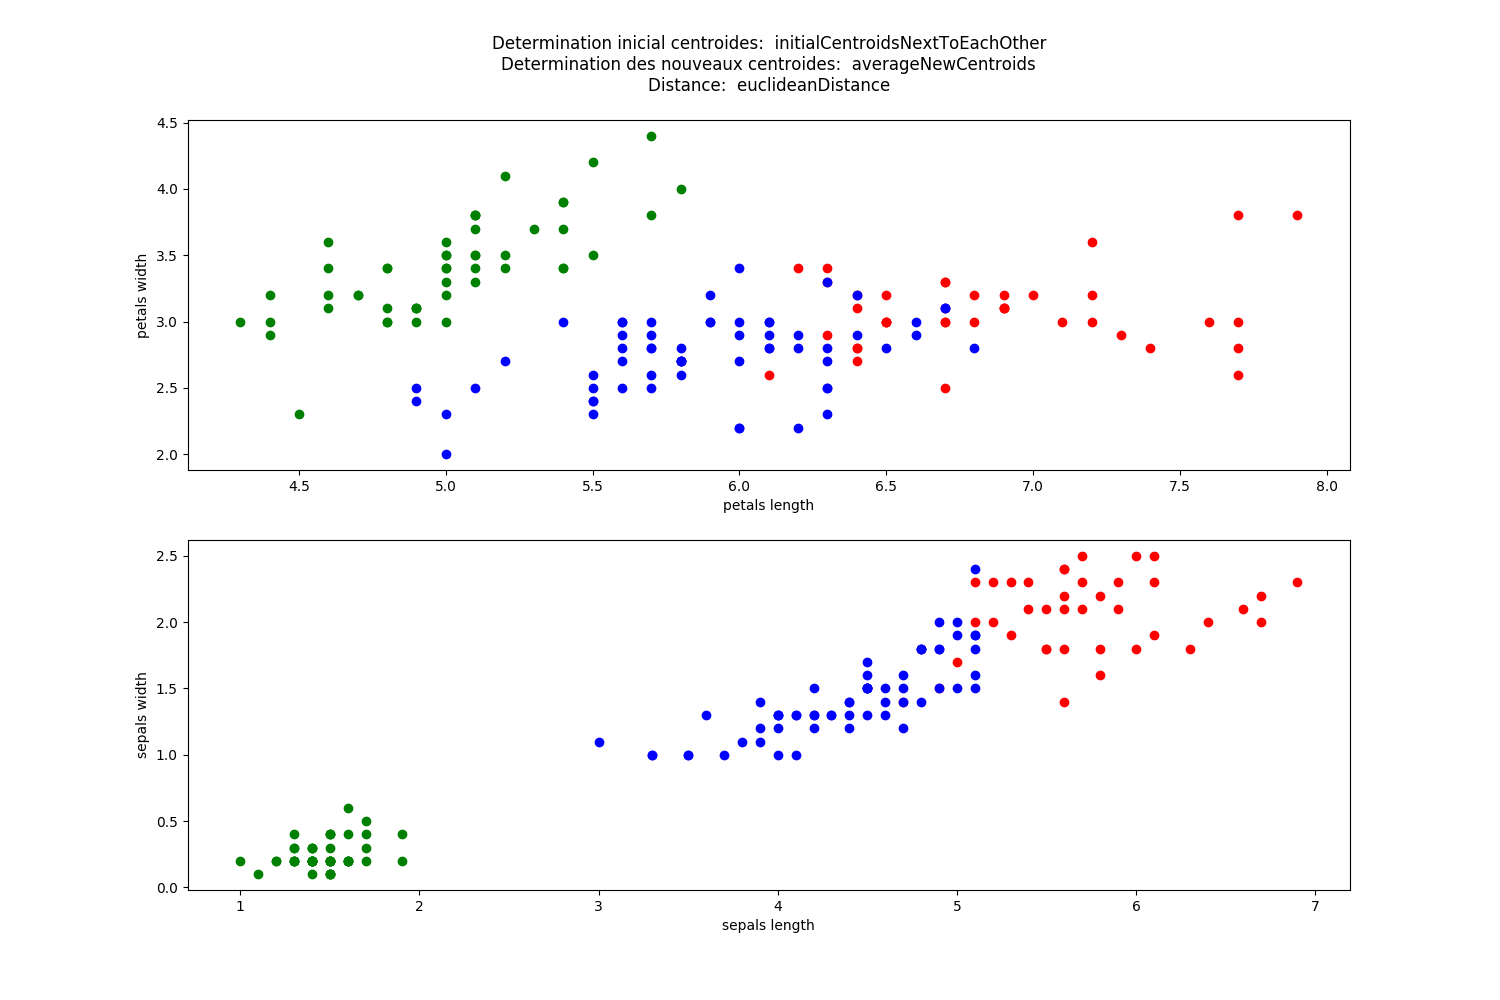 Determination inicial centroides:  initialCentroidsNextToEachOther
Determination des nouveaux centroides:  averageNewCentroids
Distance:  euclideanDistance
4.5
4.0
3.5
3.0
2.5
2.0
petals width
4.5 5.0 5.5 6.0 6.5 7.0 7.5 8.0
petals length
2.5
2.0
1.5
1.0
0.5
0.0
sepals width
1 2 3 4 5 6 7
sepals length